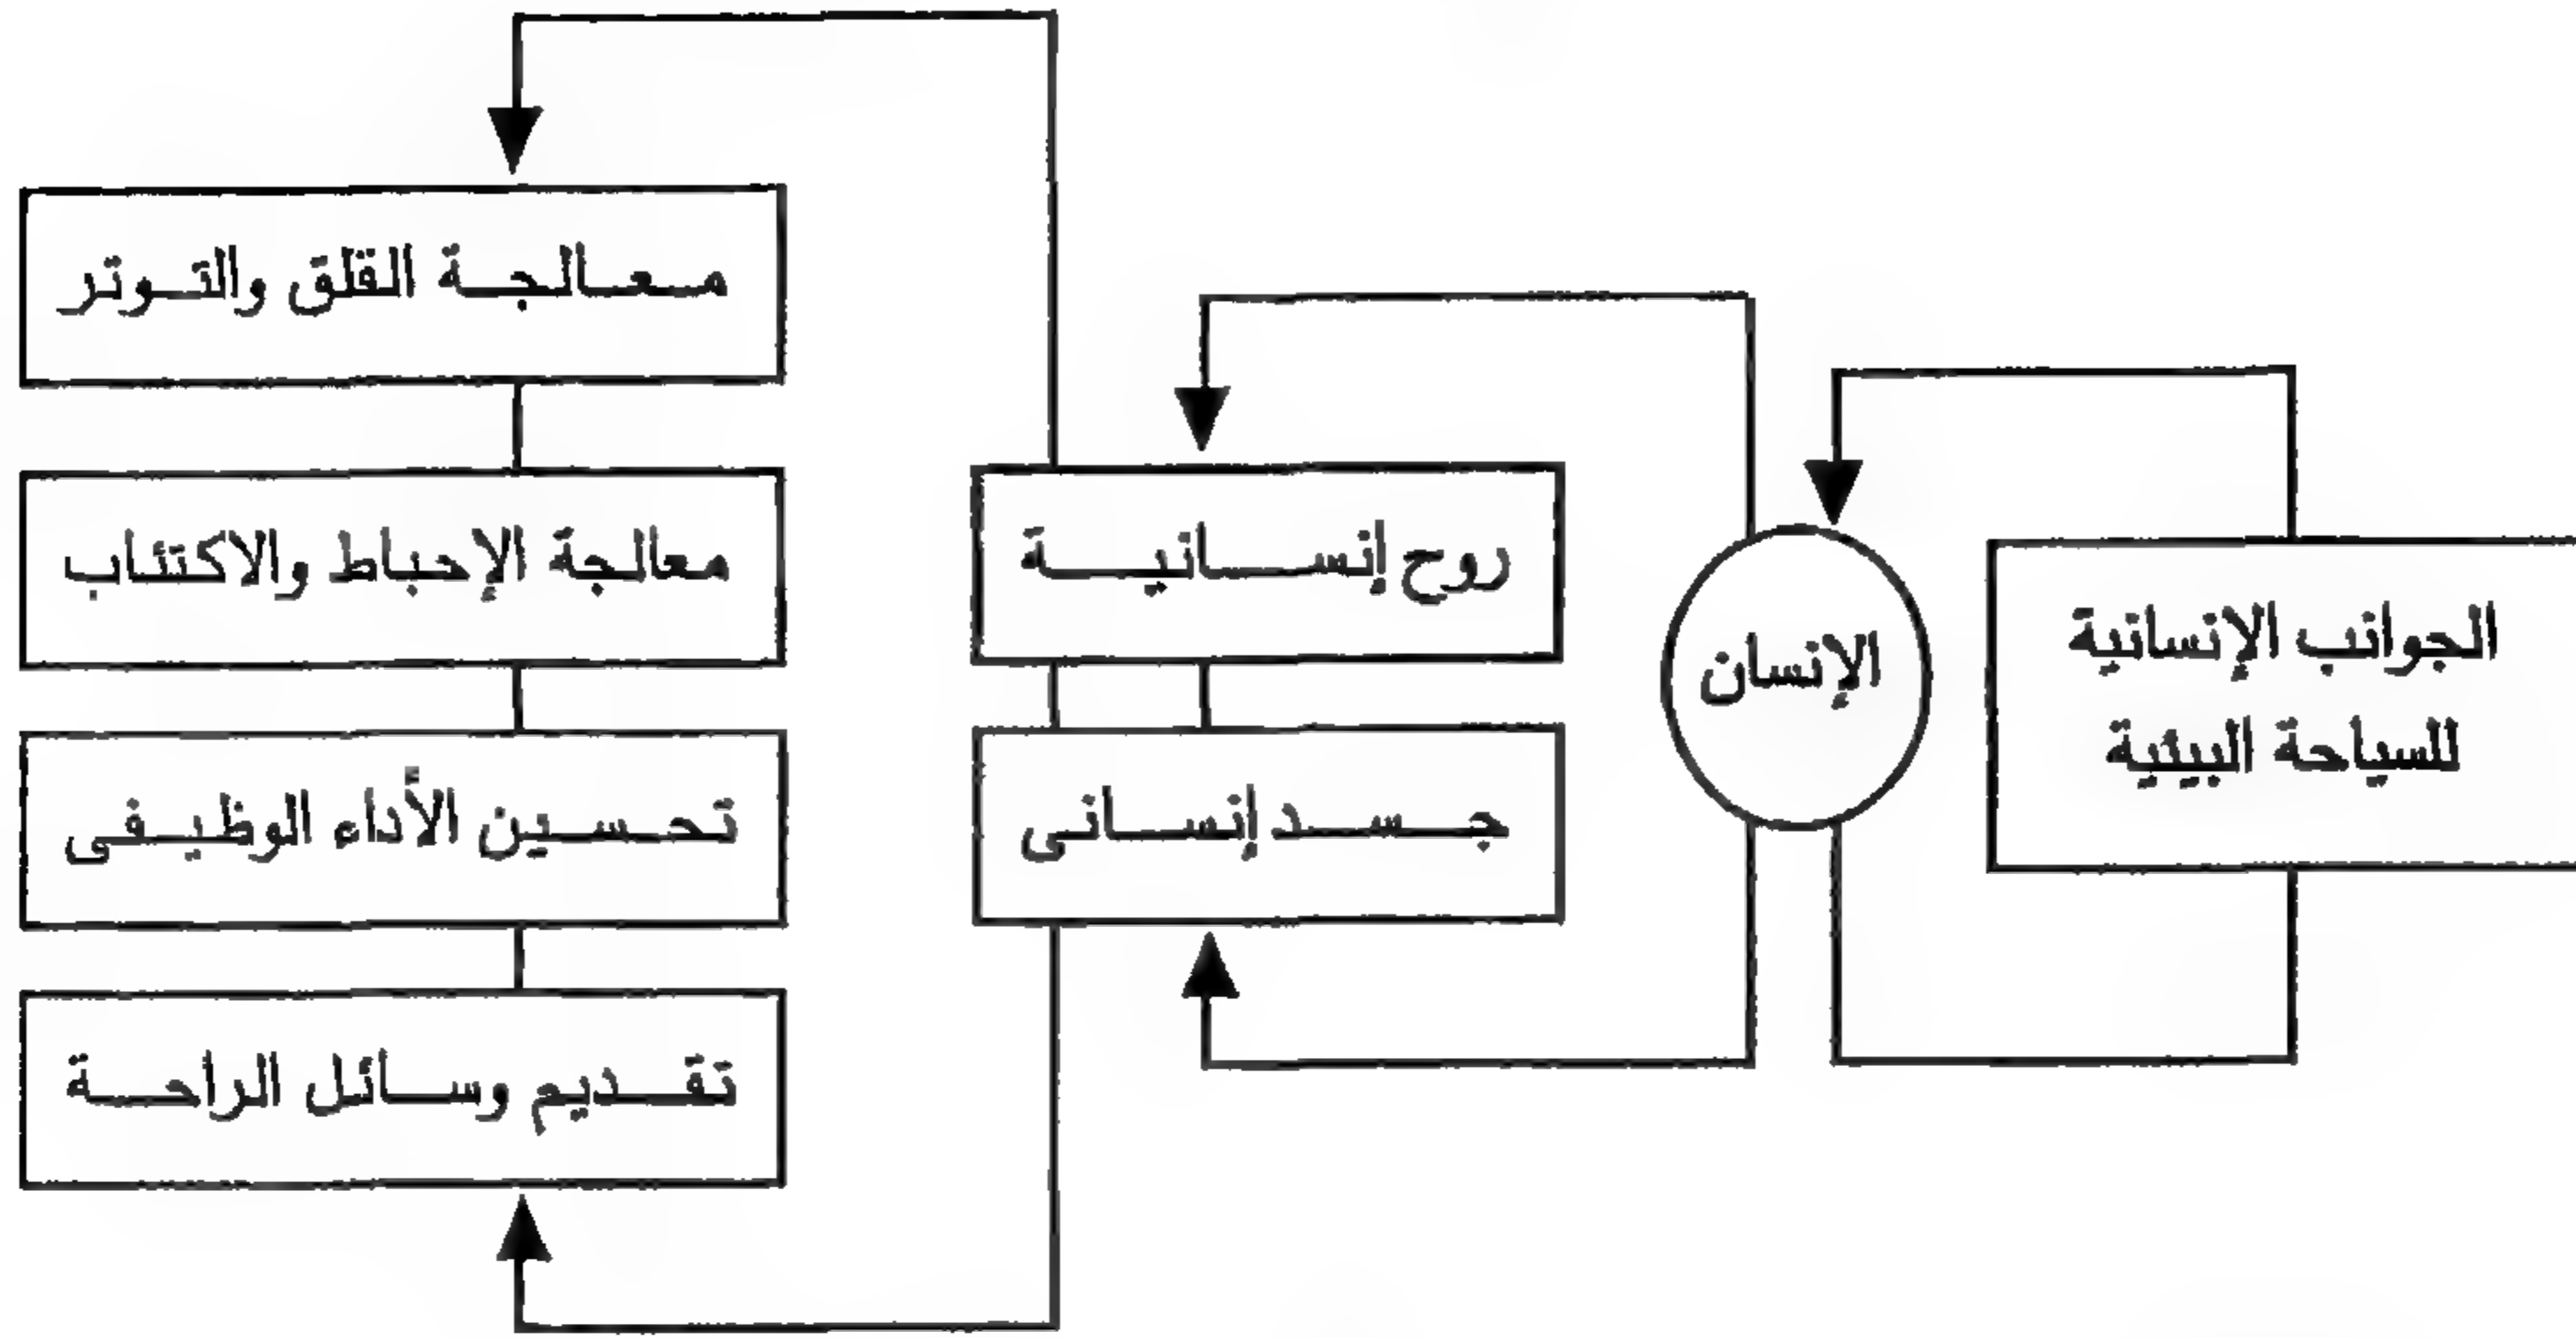 الجوانب الإنسانية
للسياحة البيئية
الإنسان
روح إنسانية
جسد إنسانى
معالجة القلق والتوتر
معالجة الإحباط والاكتئاب
تحسين الأداء الوظيفى
تقديم وسائل الراحة